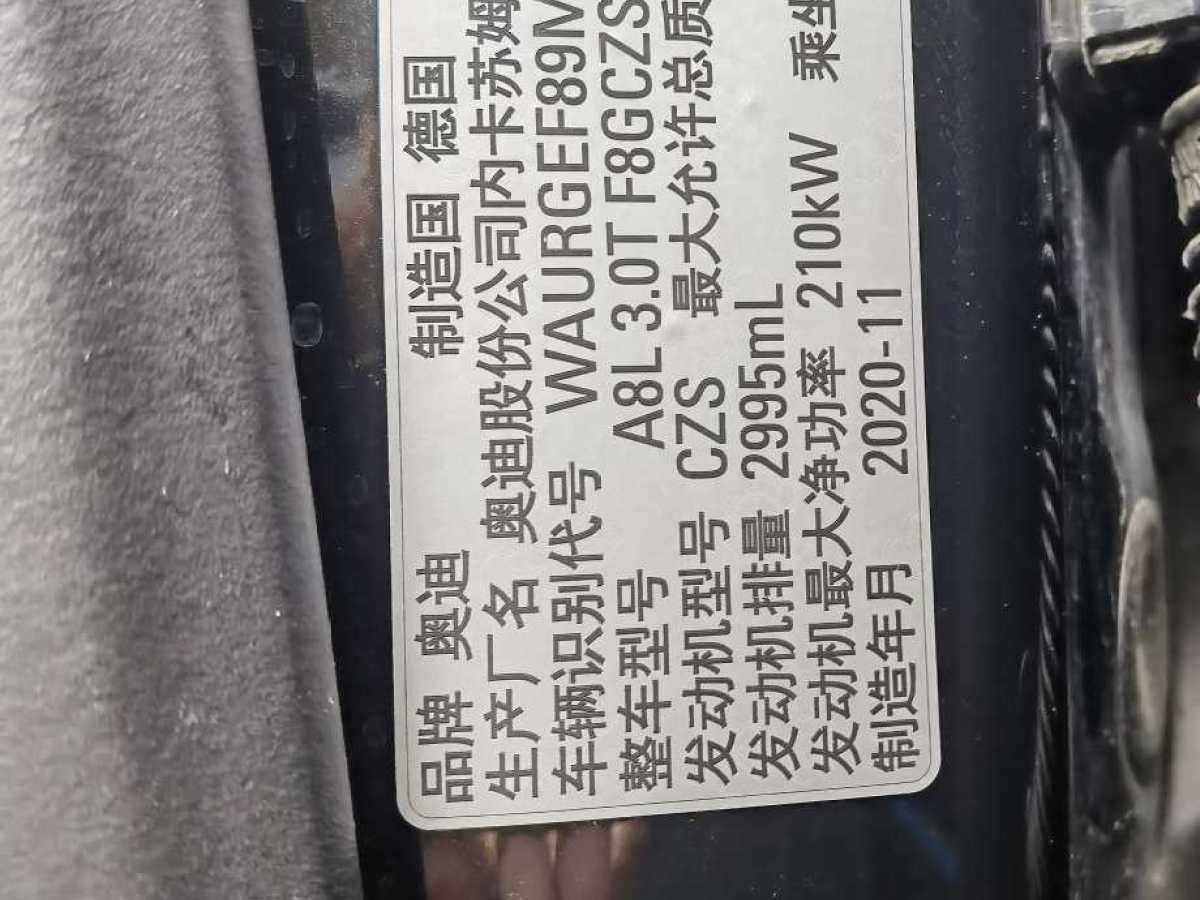 品牌 奥迪 制造国 德国
生产厂名 奥迪股份公司内卡苏姆
车辆识别代号 WAURGEF89M
整车型号 A8L 3.0T F8GCZS
发动机型号 CZS 最大允许总质
发动机排量 2995mL
发动机最大净功率 210kW 乘坐
制造年月 2020-11